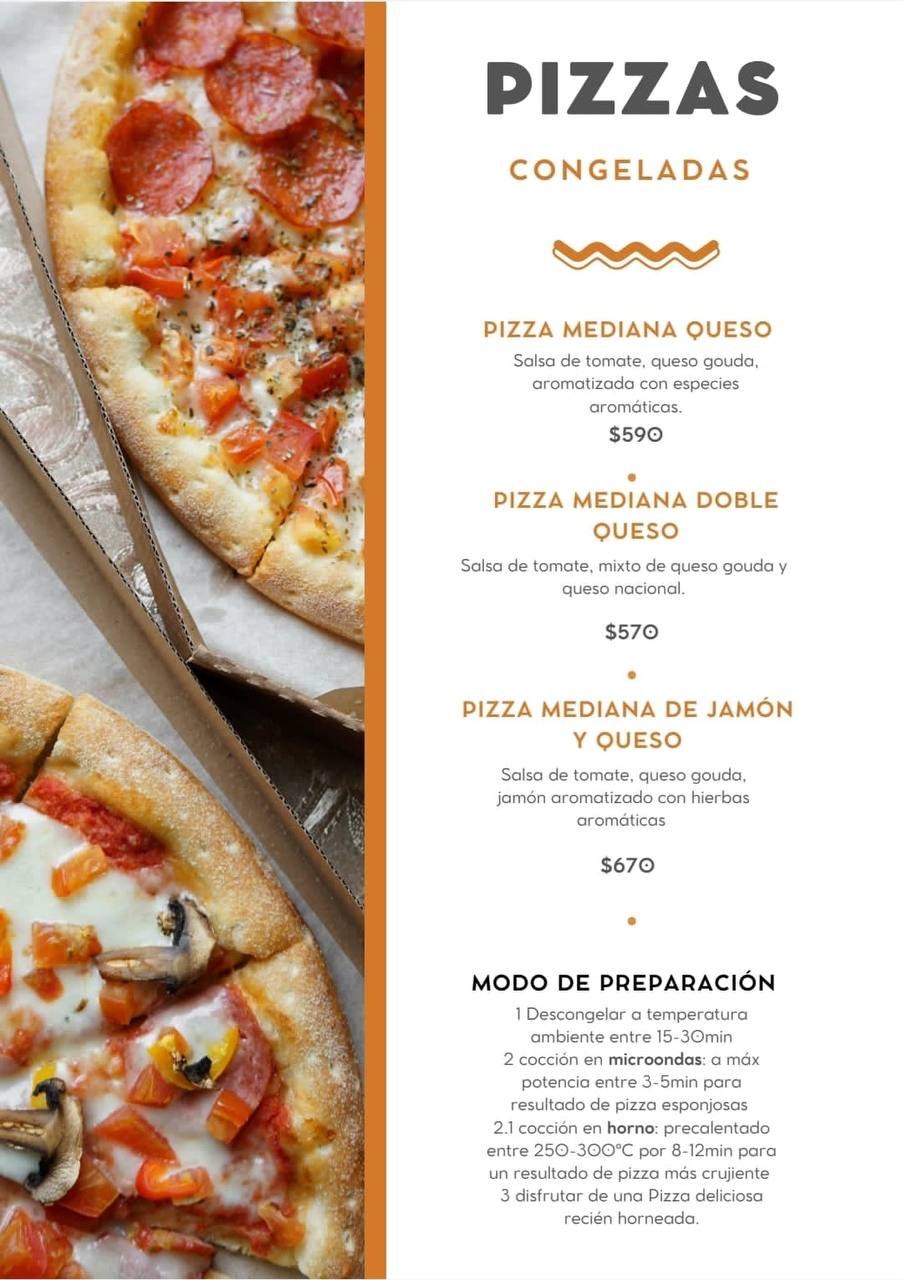 PIZZAS
CONGELADAS
PIZZA MEDIANA QUESO
Salsa de tomate, queso gouda,
aromatizada con especies
aromáticas.
$590
PIZZA MEDIANA DOBLE
QUESO
Salsa de tomate, mixto de queso gouda y
queso nacional.
$570
PIZZA MEDIANA DE JAMÓN
Y QUESO
Salsa de tomate, queso gouda,
jamón aromatizado con hierbas
aromáticas
$670
MODO DE PREPARACIÓN
1 Descongelar a temperatura
ambiente entre 15-30min
2 cocción en microondas: a máx
potencia entre 3-5min para
resultado de pizza esponjosas
2.1 cocción en horno: precalentado
entre 250-300°C por 8-12min para
un resultado de pizza más crujiente
3 disfrutar de una Pizza deliciosa
recién horneada.